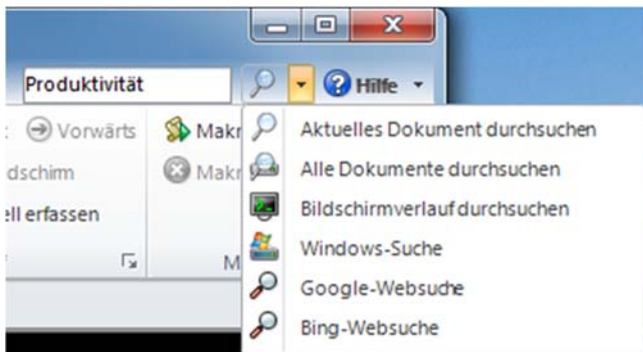 Produktivität
Hilfe
Vorwärts
Makr
dschirm
Makr
ell erfassen
M
Aktuelles Dokument durchsuchen
Alle Dokumente durchsuchen
Bildschirmverlauf durchsuchen
Windows-Suche
Google-Websuche
Bing-Websuche